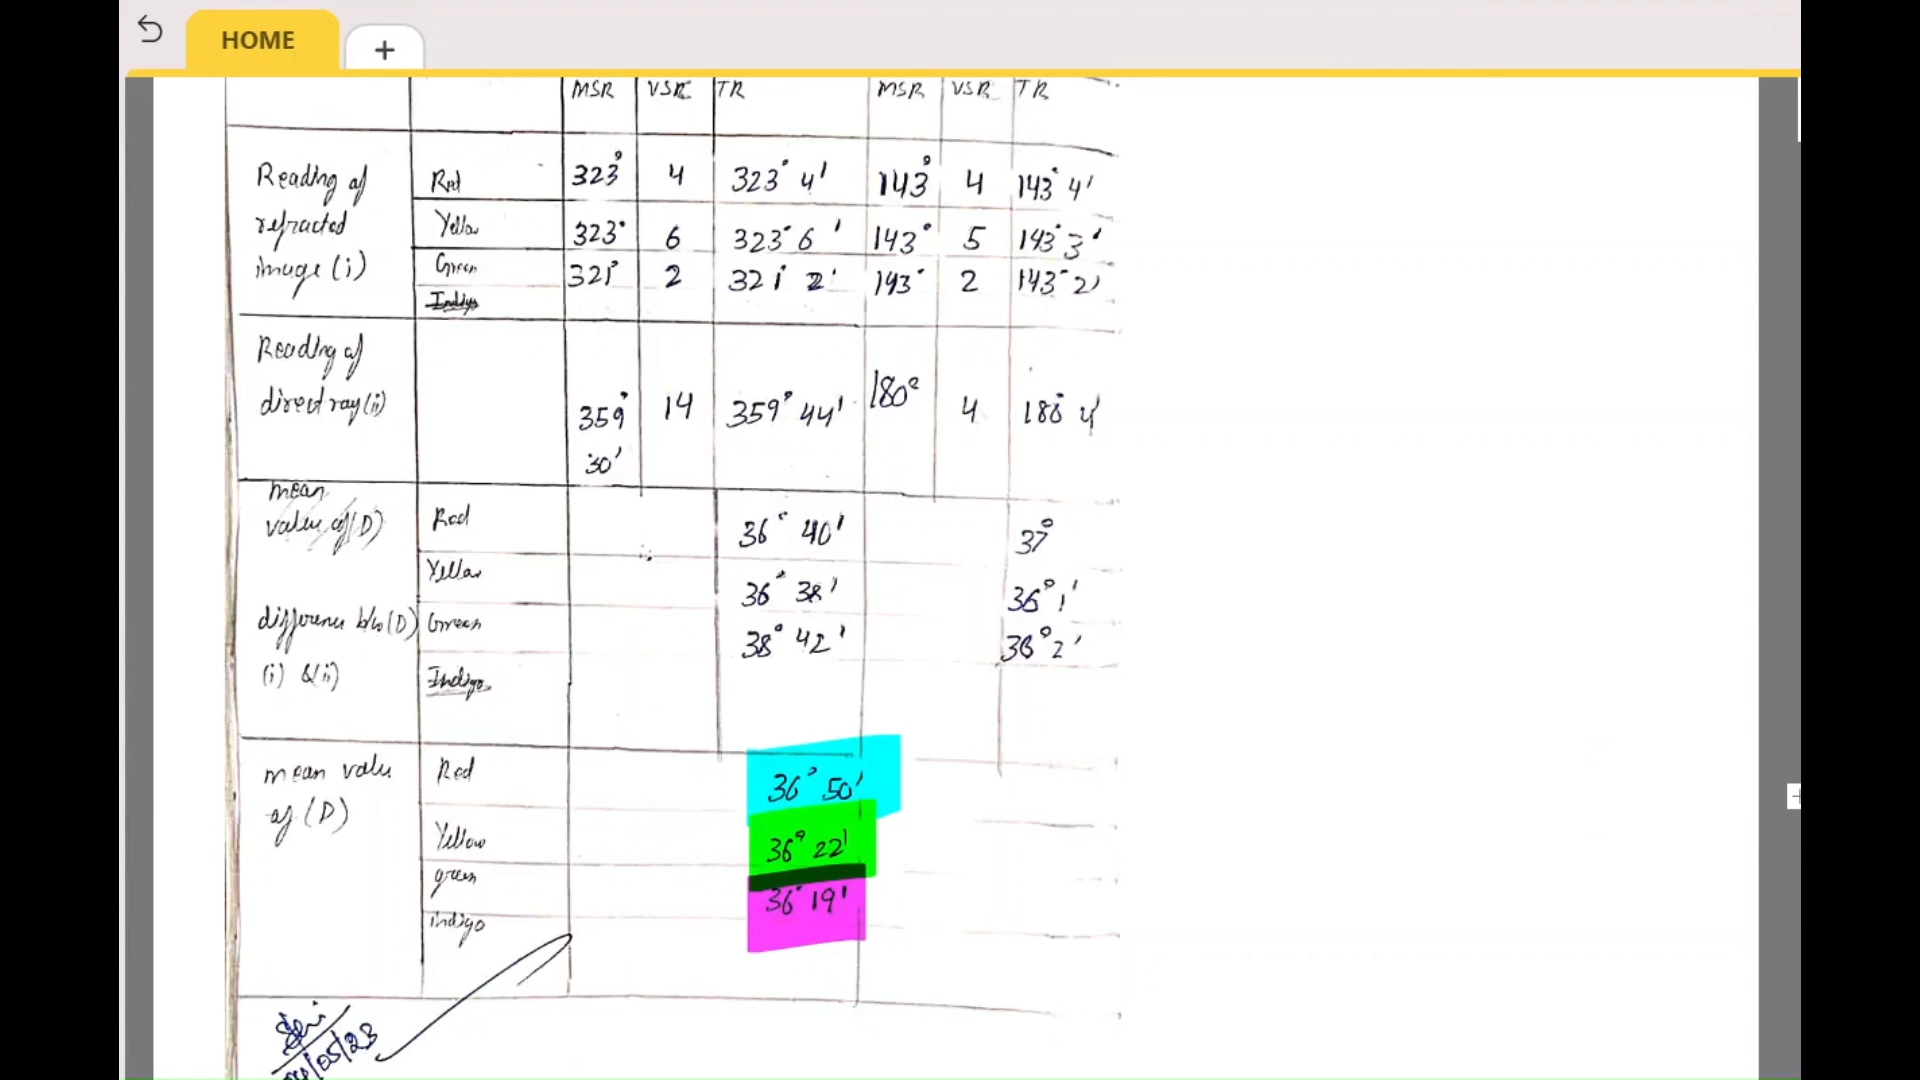 HOME
MSR VSR TR MSR VSR TR
Reading of refracted image (i)
Red 323° 4 323° 4' 143° 4 143° 4'
Yellow 323° 6 323° 6' 143° 5 143° 3'
Green 321° 2 321° 2' 143° 2 143° 2'
Indigo
Reading of direct ray (ii)
359° 30' 14 359° 44' 180° 4 180° 4'
mean value of (D)
difference b/w (D) (i) & (ii)
Red 36° 40' 37°
Yellow 36° 38' 36° 1'
Green 38° 42' 36° 2'
Indigo
mean value of (D)
Red 36° 50'
Yellow 36° 22'
green 36° 19'
indigo